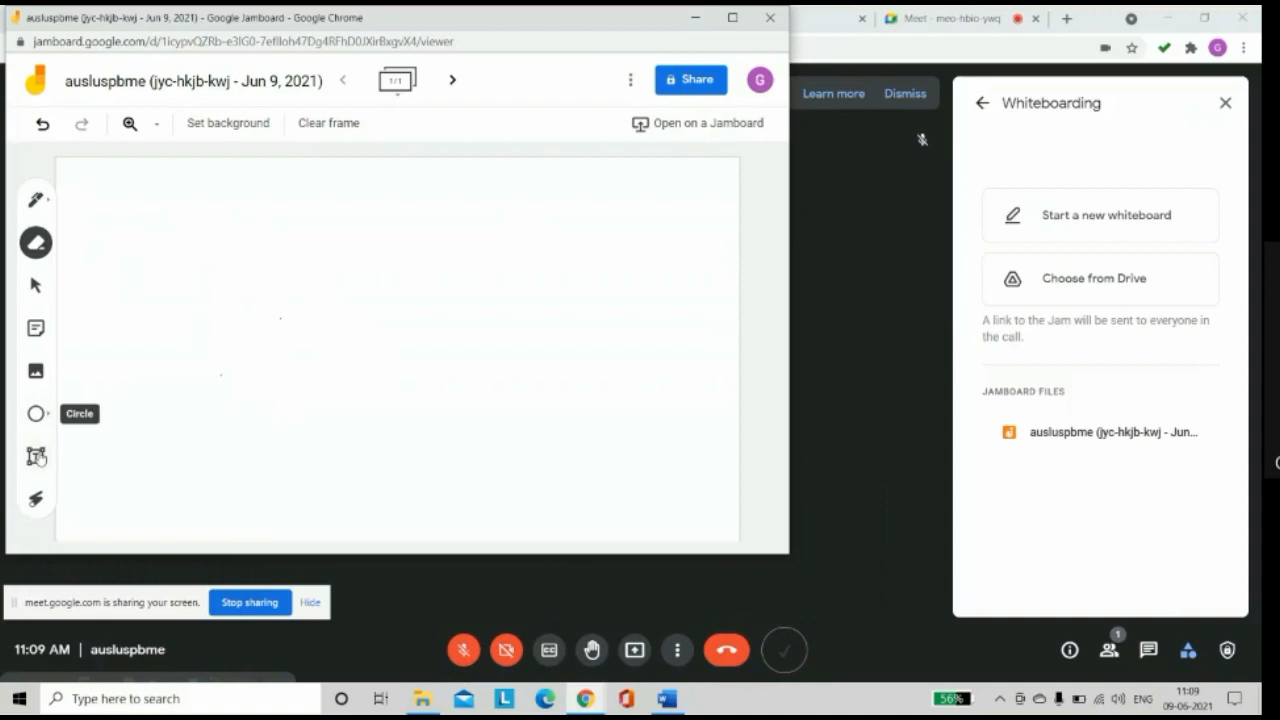 ausluspbme (jyc-hkjb-kwj - Jun 9, 2021) - Google Jamboard - Google Chrome
Meet - meo-hbio-ywq
jamboard.google.com/d/
/viewer
G
ausluspbme (jyc-hkjb-kwj - Jun 9, 2021)
1/1
Share
G
Learn more
Dismiss
Whiteboarding
Set background
Clear frame
Open on a Jamboard
Start a new whiteboard
Choose from Drive
A link to the Jam will be sent to everyone in
the call.
JAMBOARD FILES
Circle
ausluspbme (jyc-hkjb-kwj - Jun...
meet.google.com is sharing your screen.
Stop sharing
Hide
11:09 AM | ausluspbme
CC
1
Type here to search
L
56%
ENG
11:09
09-06-2021